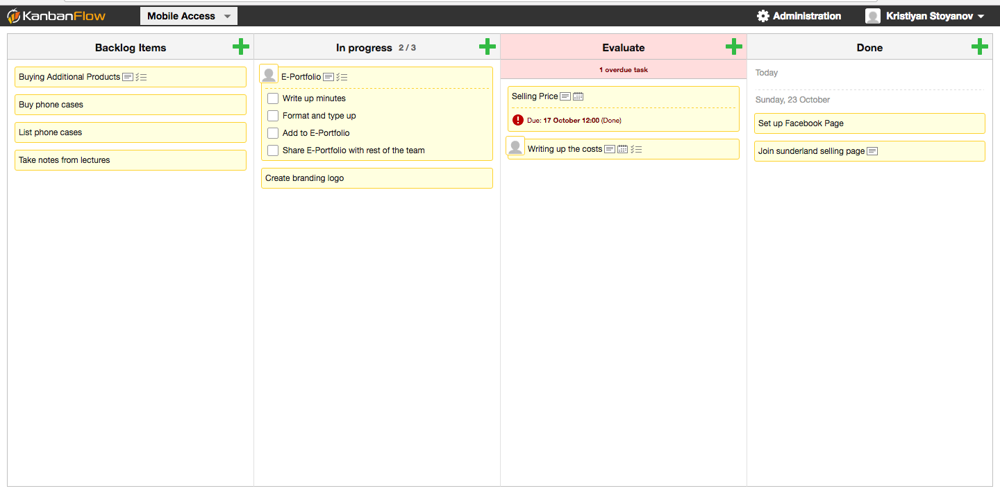 KanbanFlow
Mobile Access
Administration
Kristiyan Stoyanov
Backlog Items
Buying Additional Products
Buy phone cases
List phone cases
Take notes from lectures
In progress 2 / 3
E-Portfolio
Write up minutes
Format and type up
Add to E-Portfolio
Share E-Portfolio with rest of the team
Create branding logo
Evaluate
1 overdue task
Selling Price
Due: 17 October 12:00 (Done)
Writing up the costs
Done
Today
Sunday, 23 October
Set up Facebook Page
Join sunderland selling page